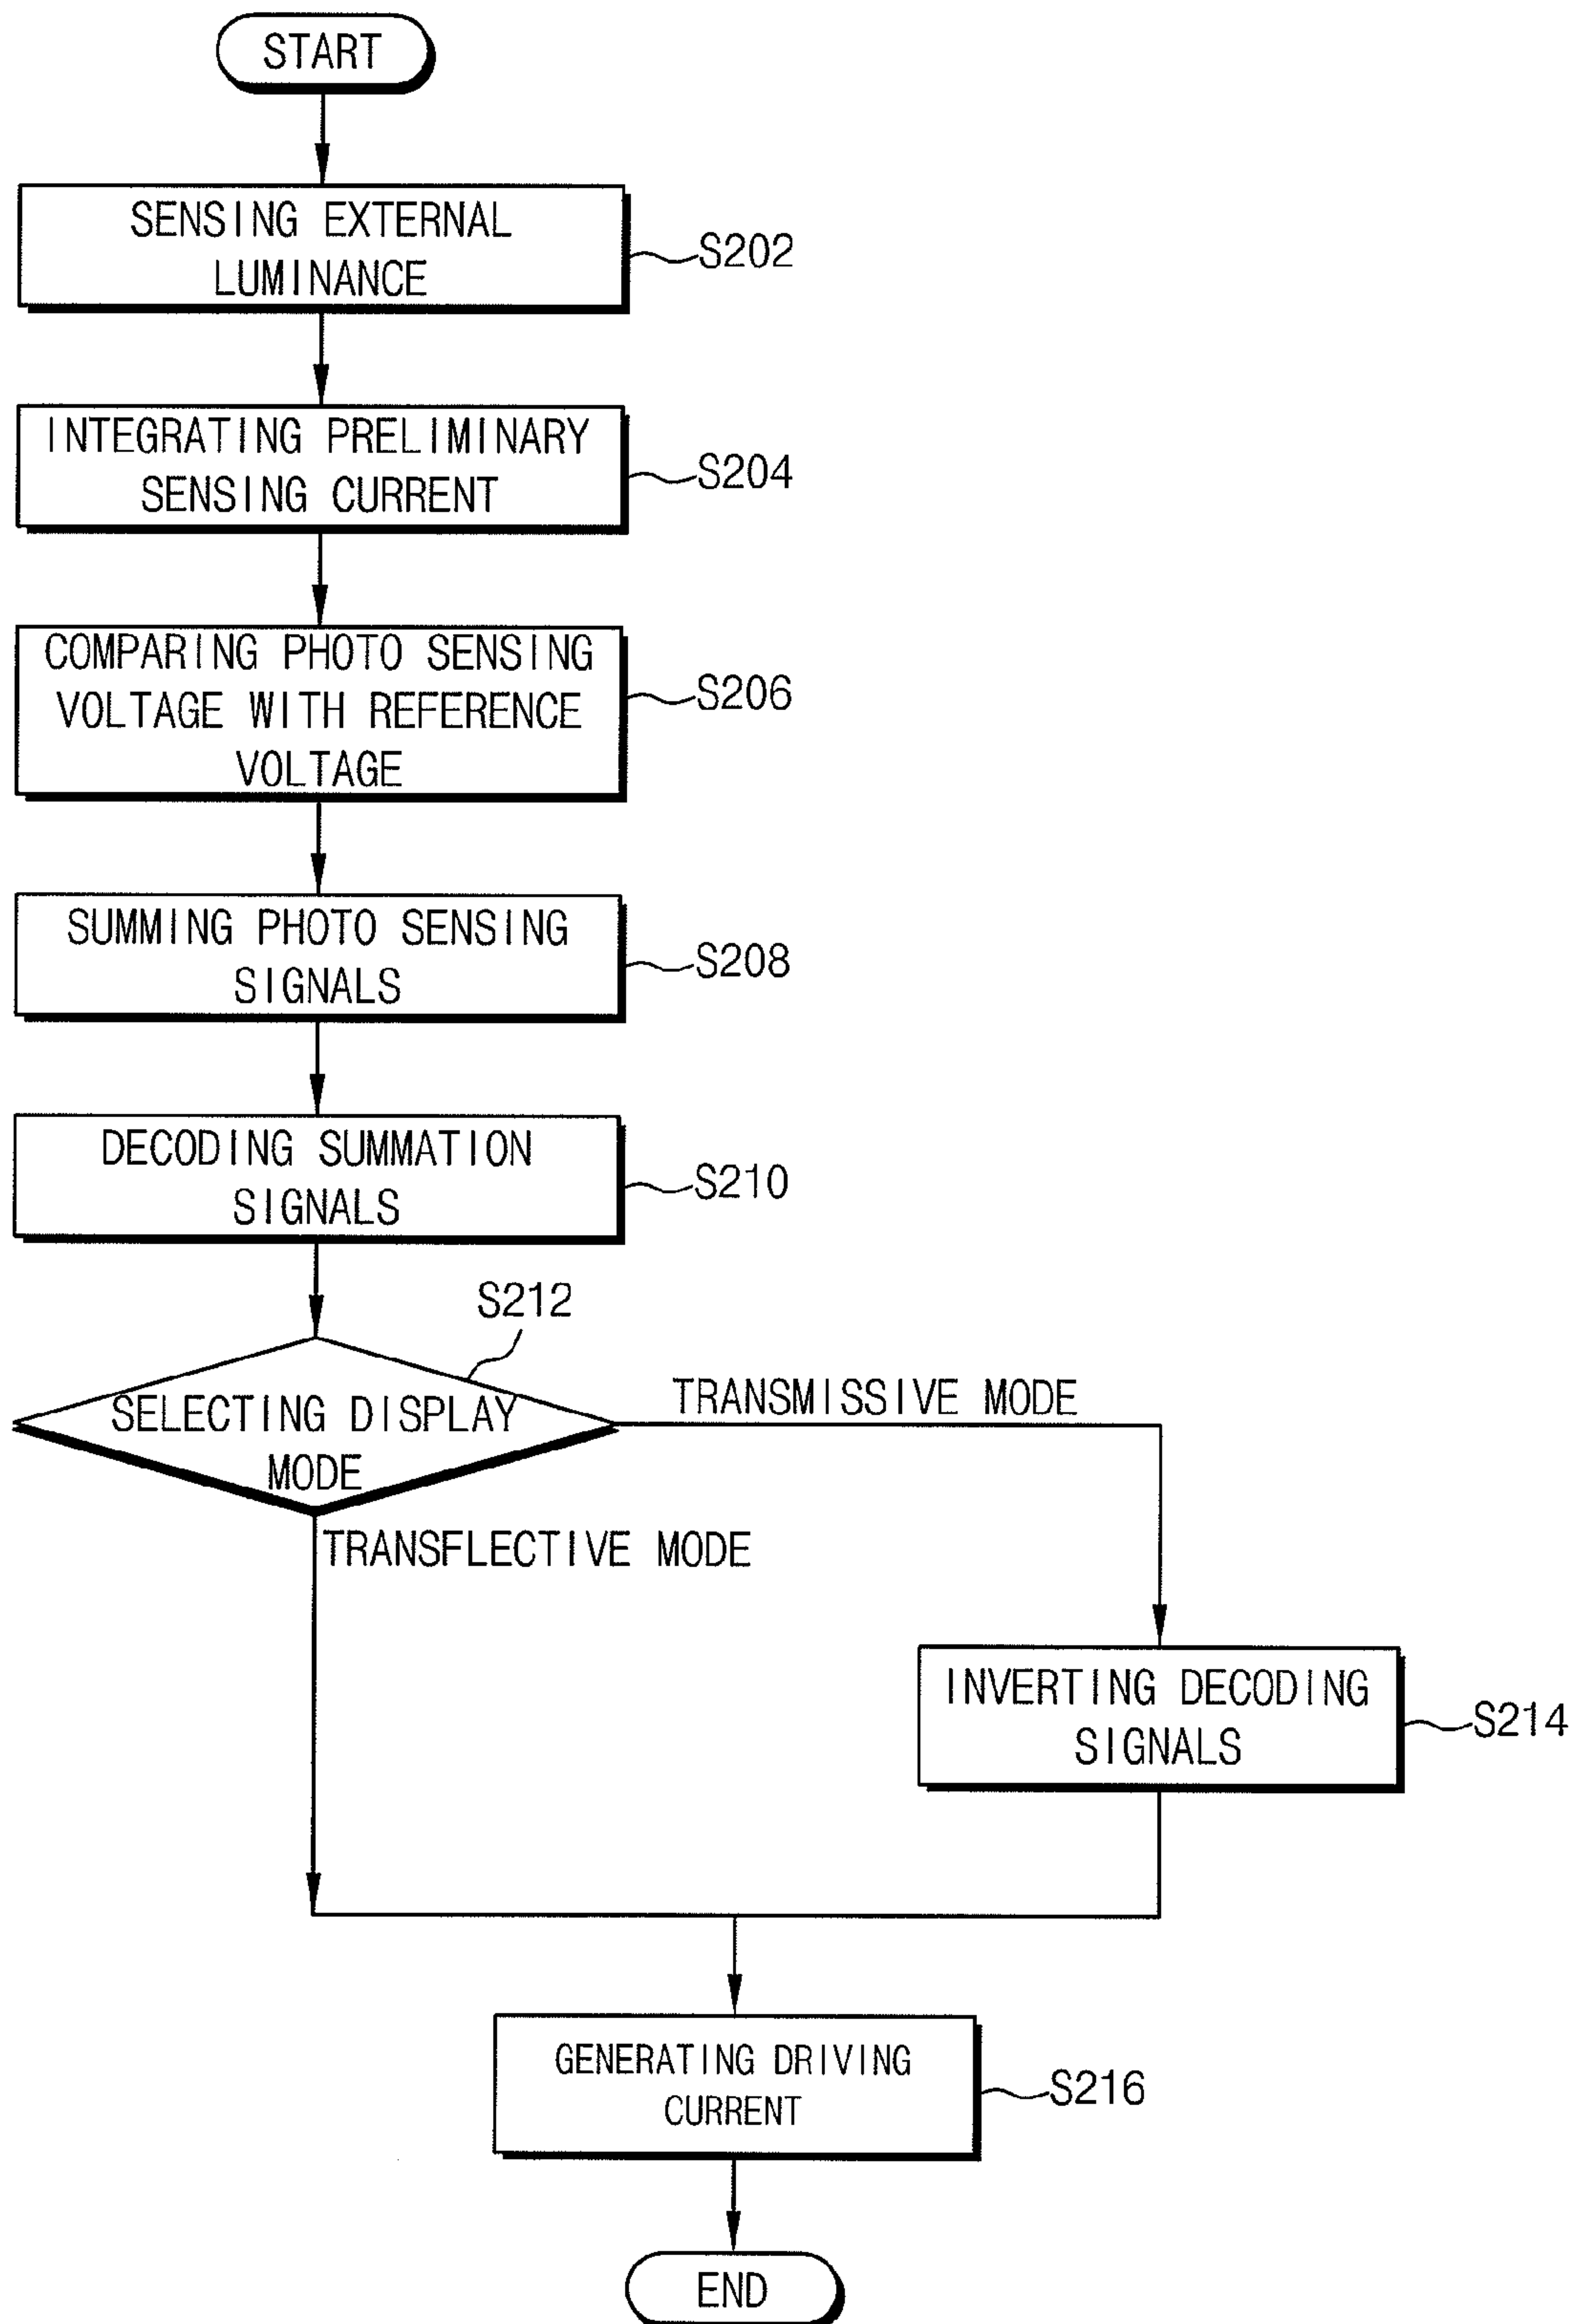 START
SENSING EXTERNAL
LUMINANCE
S202
INTEGRATING PRELIMINARY
SENSING CURRENT
S204
COMPARING PHOTO SENSING
VOLTAGE WITH REFERENCE
VOLTAGE
S206
SUMMING PHOTO SENSING
SIGNALS
S208
DECODING SUMMATION
SIGNALS
S210
S212
SELECTING DISPLAY
MODE
TRANSMISSIVE MODE
TRANSFLECTIVE MODE
INVERTING DECODING
SIGNALS
S214
GENERATING DRIVING
CURRENT
S216
END